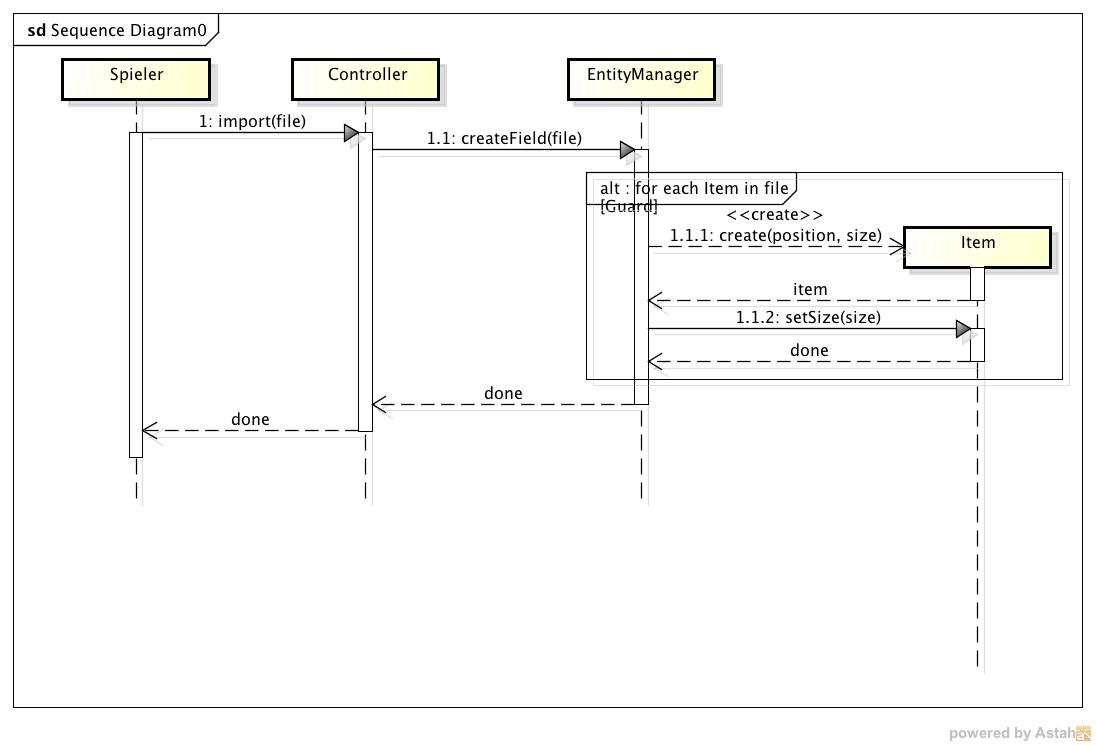 sd Sequence Diagram0
Spieler
Controller
EntityManager
1: import(file)
1.1: createField(file)
alt : for each Item in file
[Guard]
<<create>>
1.1.1: create(position, size)
Item
item
1.1.2: setSize(size)
done
done
done
powered by Astah